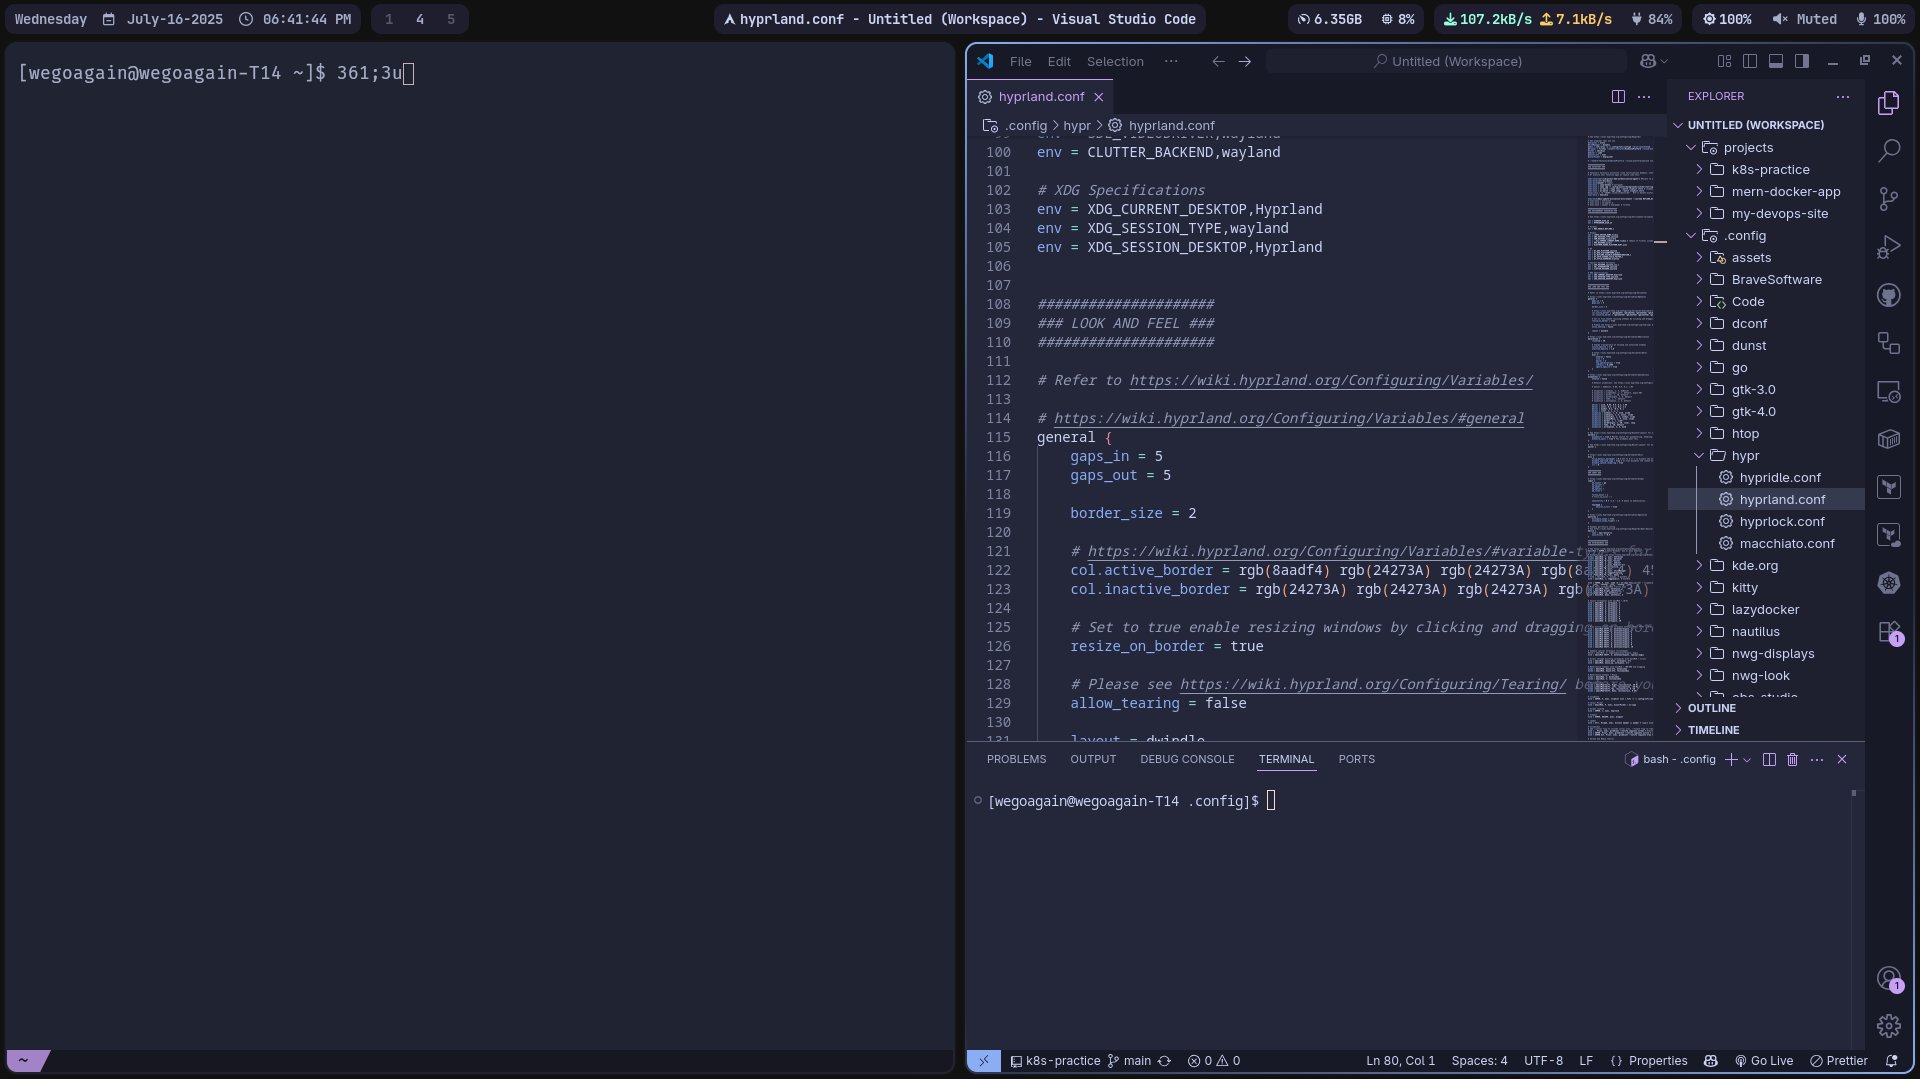 Wednesday July-16-2025 06:41:44 PM 1 4 5 hyprland.conf - Untitled (Workspace) - Visual Studio Code 6.35GB 8% 107.2kB/s 7.1kB/s 84% 100% Muted 100%
[wegoagain@wegoagain-T14 ~]$ 361;3u
~
File Edit Selection ··· Untitled (Workspace)
hyprland.conf
.config > hypr > hyprland.conf
100 env = CLUTTER_BACKEND,wayland
101
102 # XDG Specifications
103 env = XDG_CURRENT_DESKTOP,Hyprland
104 env = XDG_SESSION_TYPE,wayland
105 env = XDG_SESSION_DESKTOP,Hyprland
106
107
108 #####################
109 ### LOOK AND FEEL ###
110 #####################
111
112 # Refer to https://wiki.hyprland.org/Configuring/Variables/
113
114 # https://wiki.hyprland.org/Configuring/Variables/#general
115 general {
116 gaps_in = 5
117 gaps_out = 5
118
119 border_size = 2
120
121 # https://wiki.hyprland.org/Configuring/Variables/#variable-
122 col.active_border = rgb(8aadf4) rgb(24273A) rgb(24273A) rgb(8a
123 col.inactive_border = rgb(24273A) rgb(24273A) rgb(24273A) rgb
124
125 # Set to true enable resizing windows by clicking and dragging
126 resize_on_border = true
127
128 # Please see https://wiki.hyprland.org/Configuring/Tearing/
129 allow_tearing = false
130
131 layout = dwindle
EXPLORER
UNTITLED (WORKSPACE)
projects
k8s-practice
mern-docker-app
my-devops-site
.config
assets
BraveSoftware
Code
dconf
dunst
go
gtk-3.0
gtk-4.0
htop
hypr
hypridle.conf
hyprland.conf
hyprlock.conf
macchiato.conf
kde.org
kitty
lazydocker
nautilus
nwg-displays
nwg-look
obs-studio
OUTLINE
TIMELINE
1
1
PROBLEMS OUTPUT DEBUG CONSOLE TERMINAL PORTS bash - .config
[wegoagain@wegoagain-T14 .config]$
k8s-practice main 0 0 Ln 80, Col 1 Spaces: 4 UTF-8 LF {} Properties Go Live Prettier